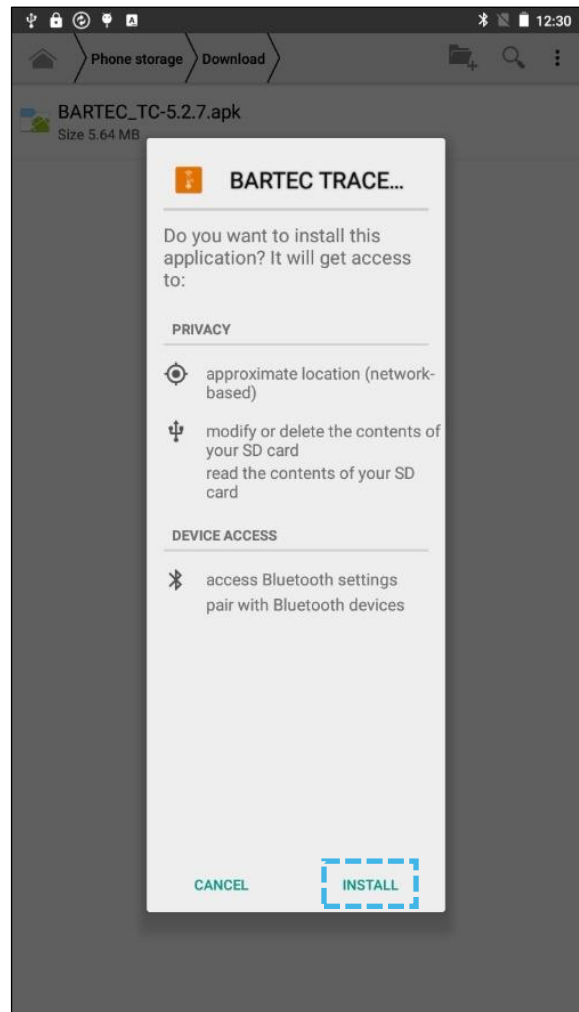 12:30
Phone storage Download
BARTEC_TC-5.2.7.apk
Size 5.64 MB
BARTEC TRACE...
Do you want to install this
application? It will get access
to:
PRIVACY
approximate location (network-
based)
modify or delete the contents of
your SD card
read the contents of your SD
card
DEVICE ACCESS
access Bluetooth settings
pair with Bluetooth devices
CANCEL INSTALL